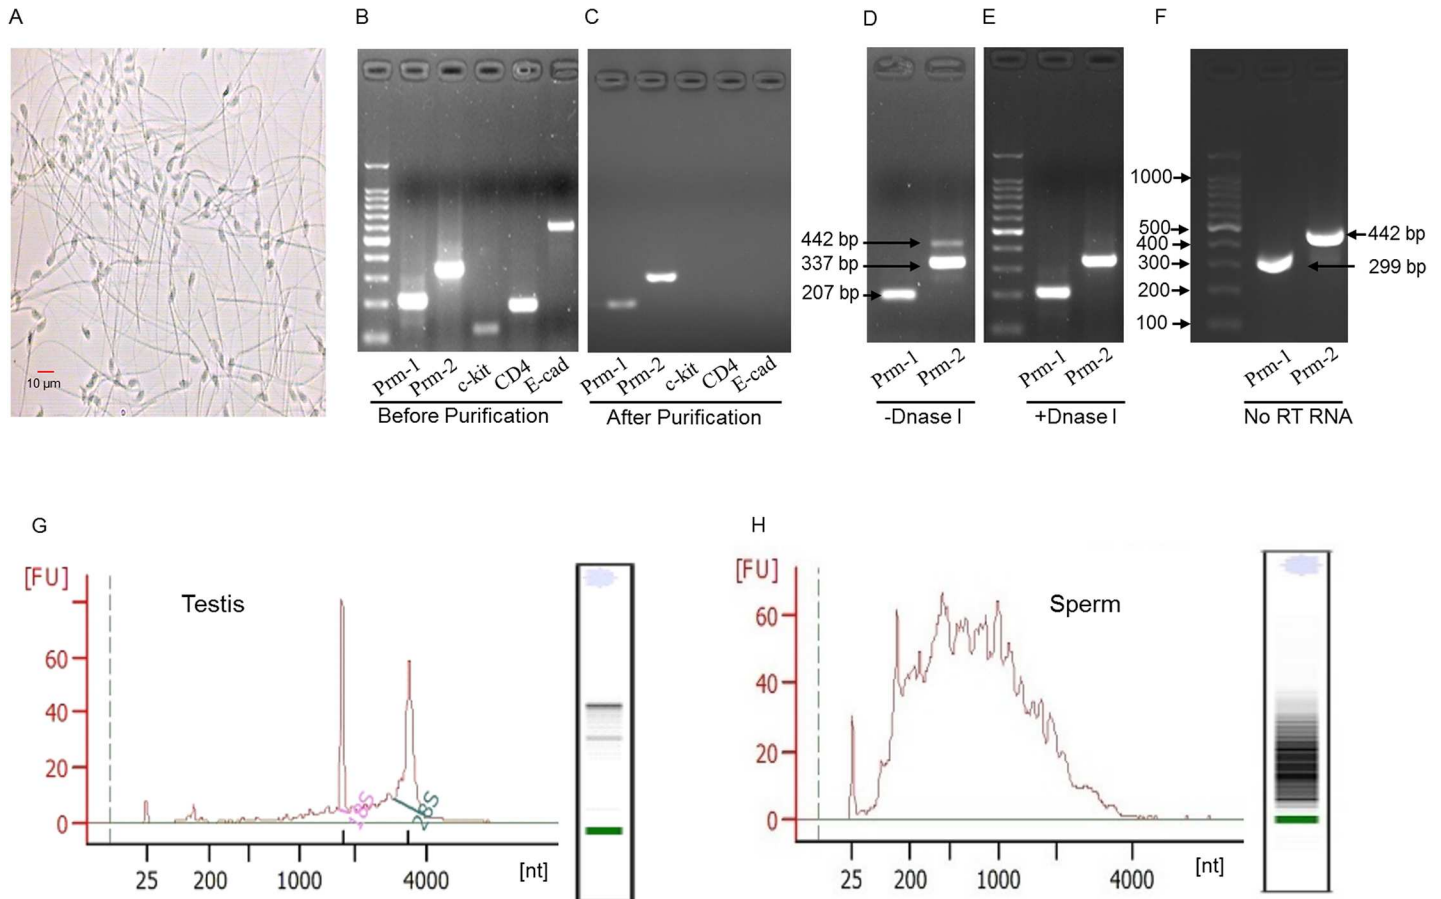 A
B
C
D
E
F
10 µm
Prm-1
Prm-2
c-kit
CD4
E-cad
Before Purification
Prm-1
Prm-2
c-kit
CD4
E-cad
After Purification
442 bp
337 bp
207 bp
Prm-1
Prm-2
-Dnase I
Prm-1
Prm-2
+Dnase I
1000
500
400
300
200
100
442 bp
299 bp
Prm-1
Prm-2
No RT RNA
G
[FU]
Testis
60
40
20
0
18S
28S
25
200
1000
4000
[nt]
H
[FU]
Sperm
60
40
20
0
25
200
1000
4000
[nt]